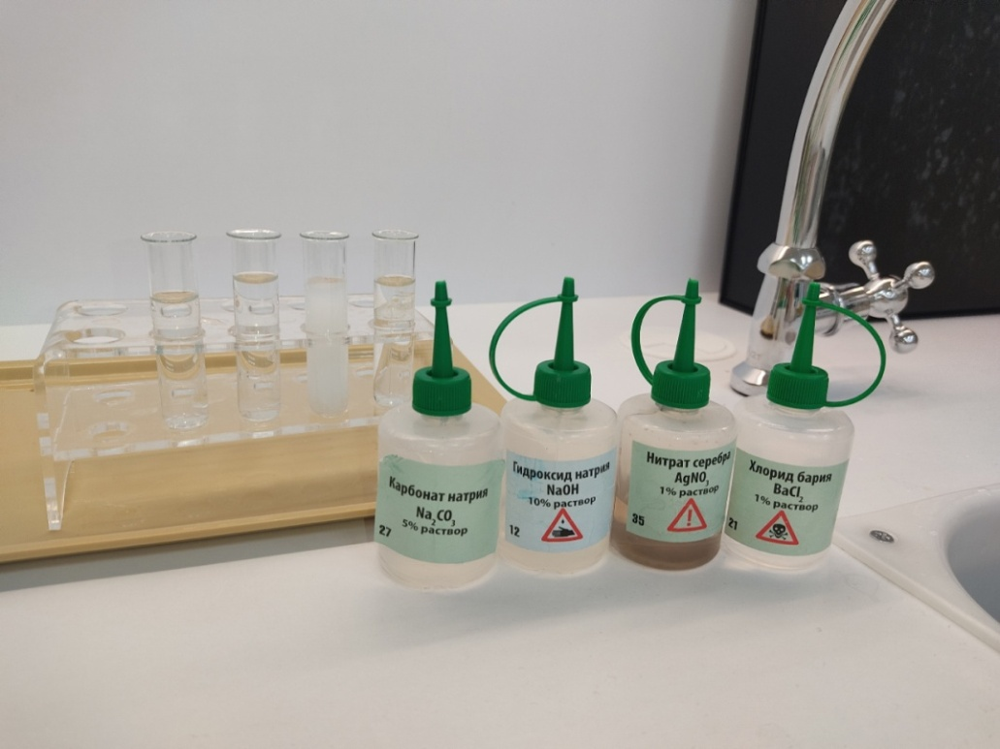 Карбонат натрия
Na₂CO₃
5% раствор
27
Гидроксид натрия
NaOH
10% раствор
12
Нитрат серебра
AgNO₃
1% раствор
35
Хлорид бария
BaCl₂
1% раствор
21